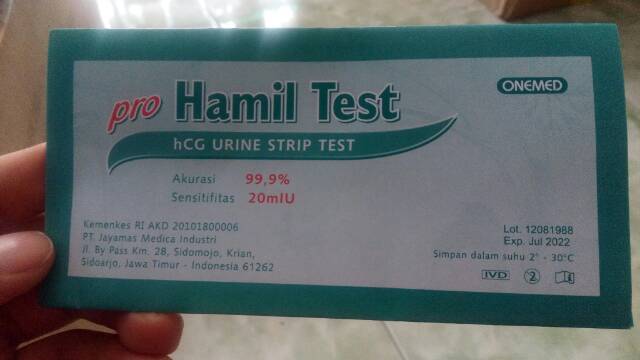 ONEMED
pro Hamil Test
hCG URINE STRIP TEST
Akurasi 99,9%
Sensitifitas 20mIU
Kemenkes RI AKD 20101800006
PT. Jayamas Medica Industri
Jl. By Pass Km. 28, Sidomojo, Krian,
Sidoarjo, Jawa Timur - Indonesia 61262
Lot. 12081988
Exp. Jul 2022
Simpan dalam suhu 2° - 30°C
IVD 2 i